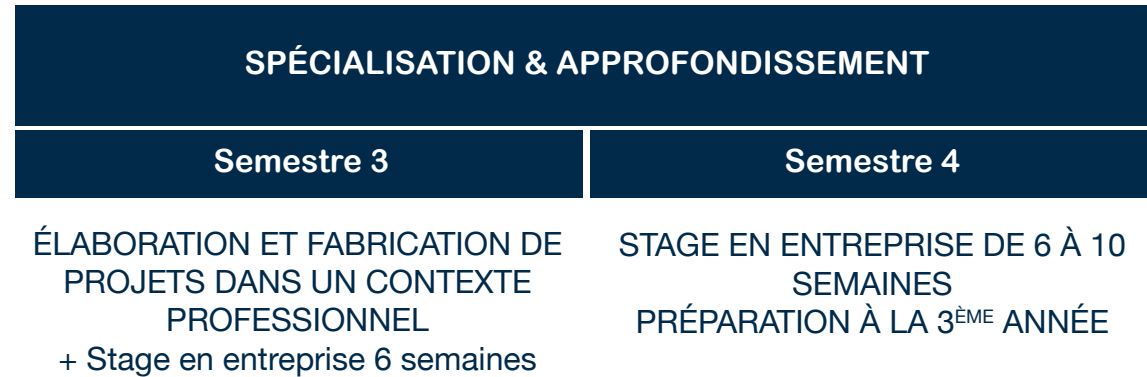 SPÉCIALISATION & APPROFONDISSEMENT
Semestre 3
Semestre 4
ÉLABORATION ET FABRICATION DE
PROJETS DANS UN CONTEXTE
PROFESSIONNEL
+ Stage en entreprise 6 semaines
STAGE EN ENTREPRISE DE 6 À 10
SEMAINES
PRÉPARATION À LA 3ÈME ANNÉE